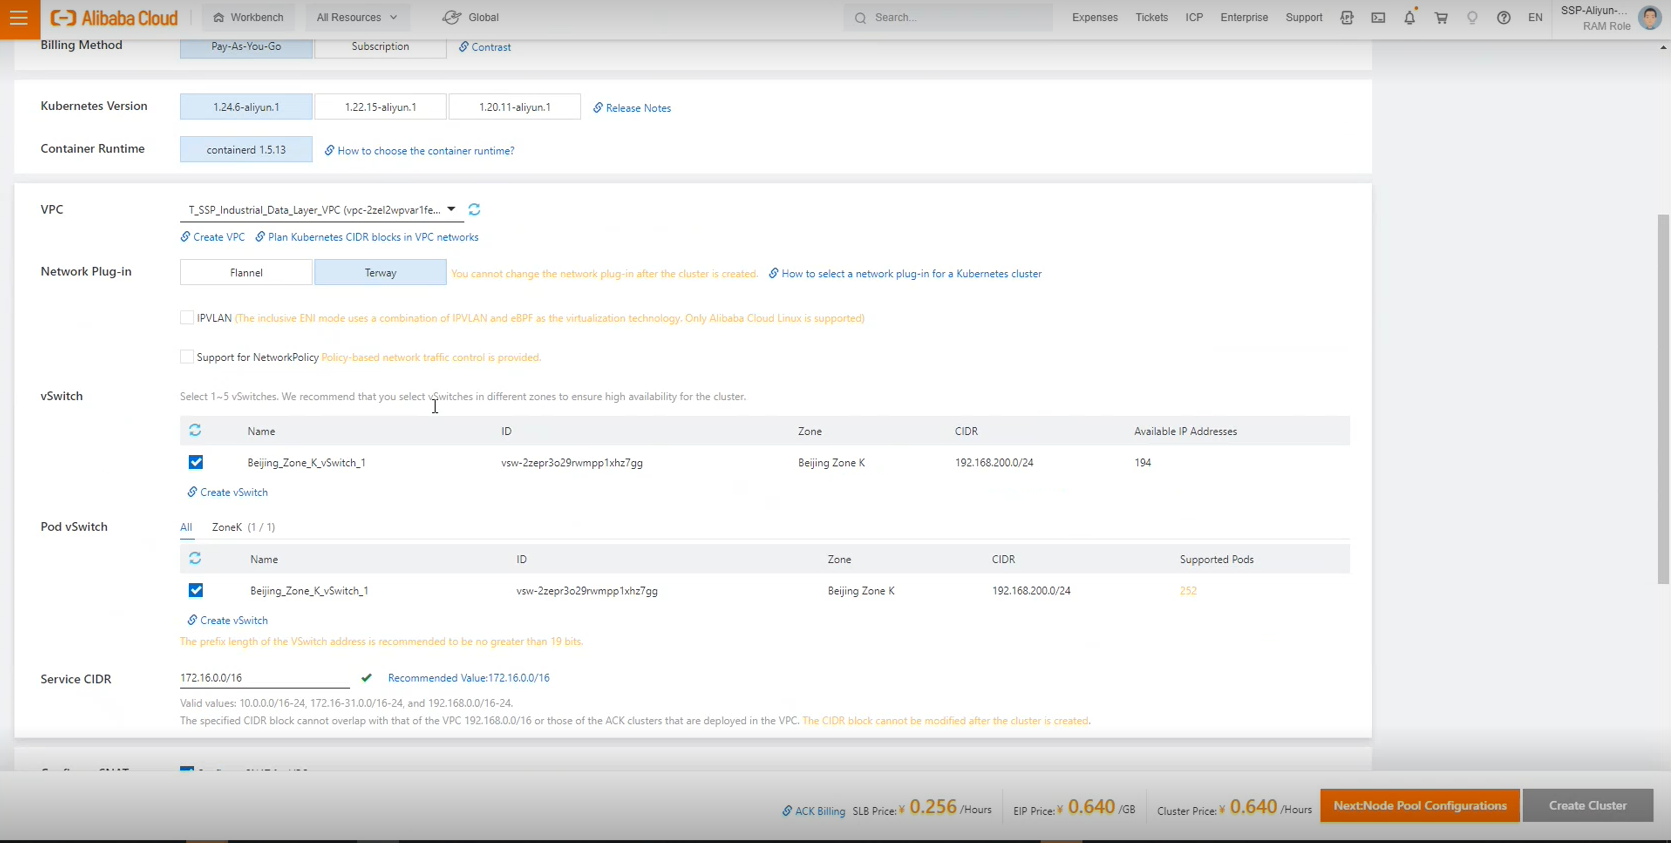 Alibaba Cloud Workbench All Resources Global Search... Expenses Tickets ICP Enterprise Support EN SSP-Aliyun-...
RAM Role
Billing Method Pay-As-You-Go Subscription Contrast
Kubernetes Version 1.24.6-aliyun.1 1.22.15-aliyun.1 1.20.11-aliyun.1 Release Notes
Container Runtime containerd 1.5.13 How to choose the container runtime?
VPC T_SSP_Industrial_Data_Layer_VPC (vpc-2zel2wpvar1fe...
Create VPC Plan Kubernetes CIDR blocks in VPC networks
Network Plug-in Flannel Terway You cannot change the network plug-in after the cluster is created. How to select a network plug-in for a Kubernetes cluster
IPVLAN (The inclusive ENI mode uses a combination of IPVLAN and eBPF as the virtualization technology. Only Alibaba Cloud Linux is supported)
Support for NetworkPolicy Policy-based network traffic control is provided.
vSwitch Select 1~5 vSwitches. We recommend that you select vSwitches in different zones to ensure high availability for the cluster.
Name ID Zone CIDR Available IP Addresses
Beijing_Zone_K_vSwitch_1 vsw-2zepr3o29rwmpp1xhz7gg Beijing Zone K 192.168.200.0/24 194
Create vSwitch
Pod vSwitch All ZoneK (1 / 1)
Name ID Zone CIDR Supported Pods
Beijing_Zone_K_vSwitch_1 vsw-2zepr3o29rwmpp1xhz7gg Beijing Zone K 192.168.200.0/24 252
Create vSwitch
The prefix length of the VSwitch address is recommended to be no greater than 19 bits.
Service CIDR 172.16.0.0/16 Recommended Value:172.16.0.0/16
Valid values: 10.0.0.0/16-24, 172.16-31.0.0/16-24, and 192.168.0.0/16-24.
The specified CIDR block cannot overlap with that of the VPC 192.168.0.0/16 or those of the ACK clusters that are deployed in the VPC. The CIDR block cannot be modified after the cluster is created.
ACK Billing SLB Price:¥ 0.256 /Hours EIP Price:¥ 0.640 /GB Cluster Price:¥ 0.640 /Hours Next:Node Pool Configurations Create Cluster